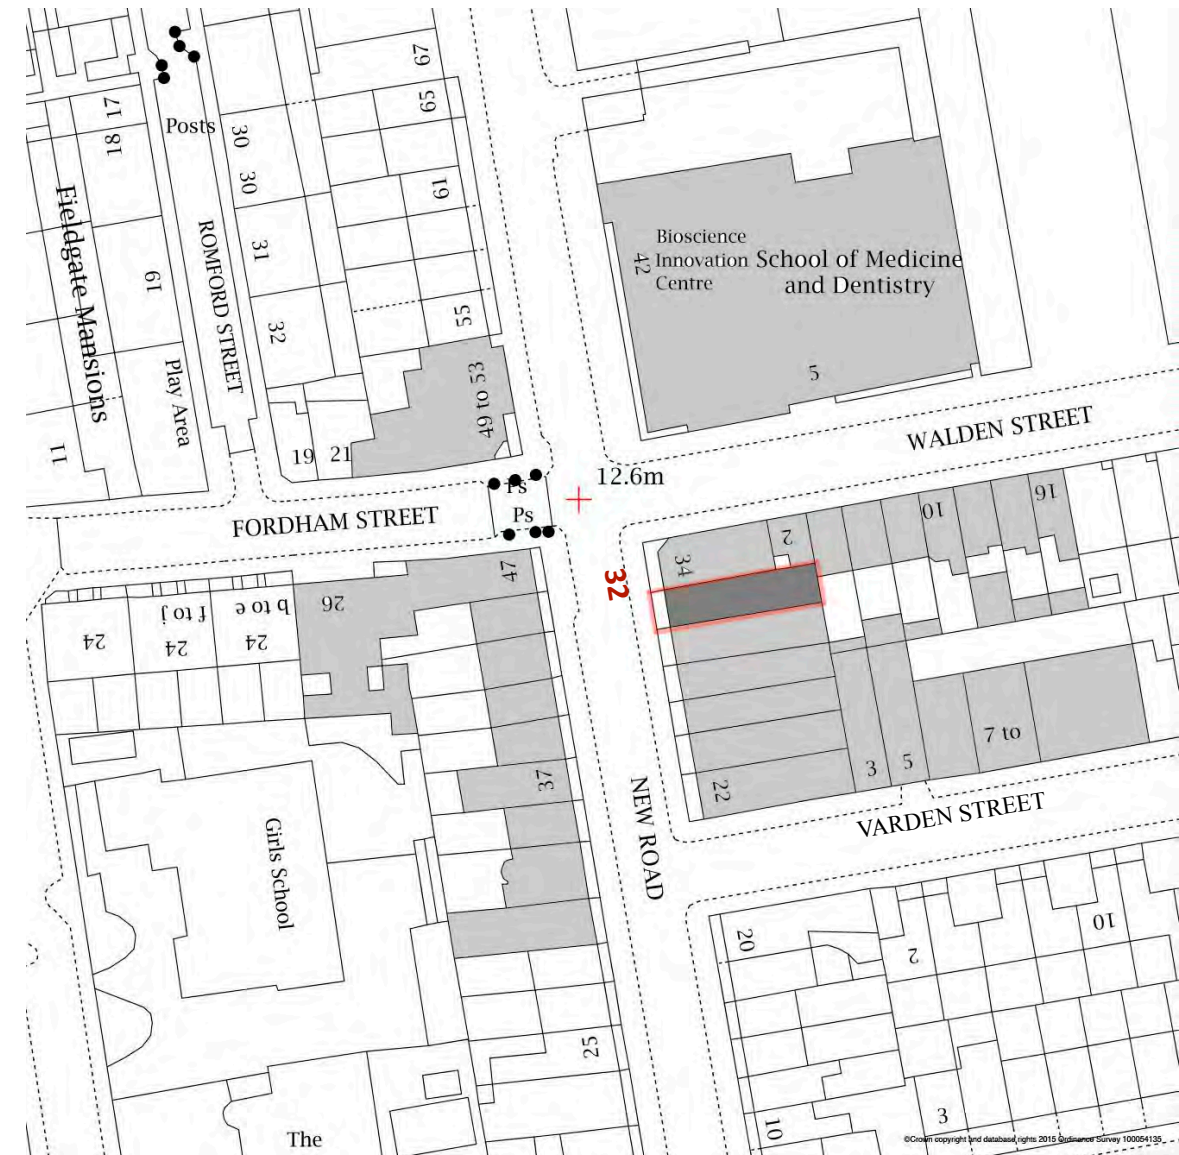 67
65
17
Posts
30
18
30
61
Fieldgate Mansions
ROMFORD STREET
31
Bioscience
Innovation
Centre
42
School of Medicine
and Dentistry
19
32
55
Play Area
49 to 53
5
WALDEN STREET
11
19
21
12.6m
Ps
Ps
FORDHAM STREET
16
10
2
34
47
32
26
b to e
f to j
24
24
24
7 to
3
5
37
22
NEW ROAD
VARDEN STREET
Girls School
20
2
10
25
10
3
The
©Crown copyright and database rights 2015 Ordnance Survey 100054135